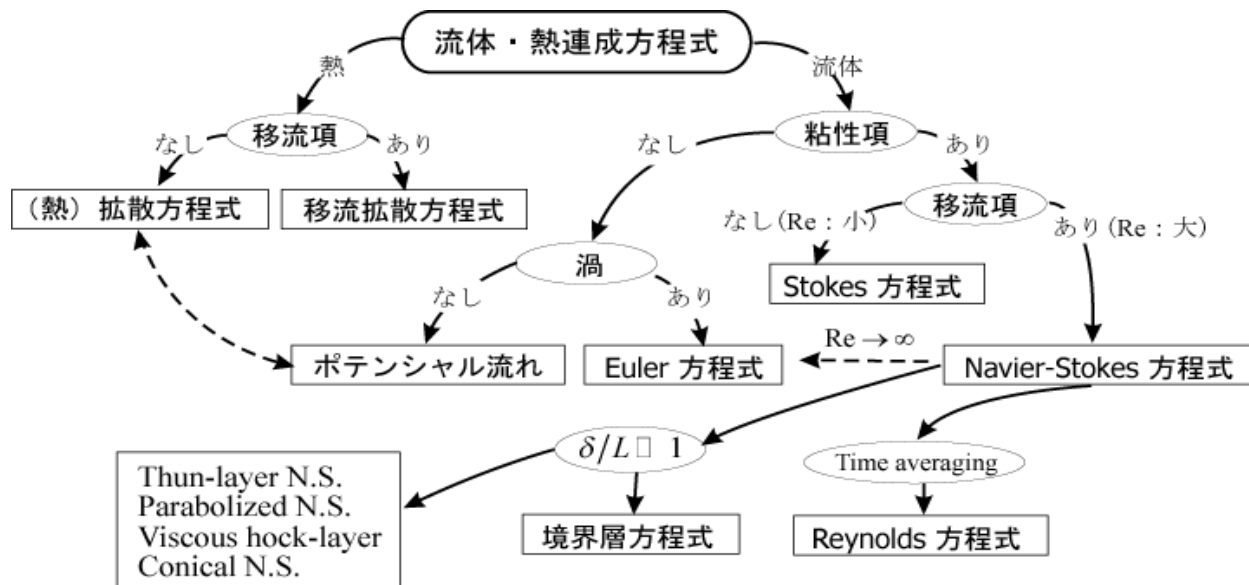 流体・熱連成方程式
熱
流体
移流項
粘性項
なし
あり
なし
あり
(熱)拡散方程式
移流拡散方程式
移流項
なし(Re:小)
あり(Re:大)
渦
Stokes 方程式
なし
あり
Re → ∞
ポテンシャル流れ
Euler 方程式
Navier-Stokes 方程式
δ/L □ 1
Time averaging
Thun-layer N.S.
Parabolized N.S.
Viscous hock-layer
Conical N.S.
境界層方程式
Reynolds 方程式